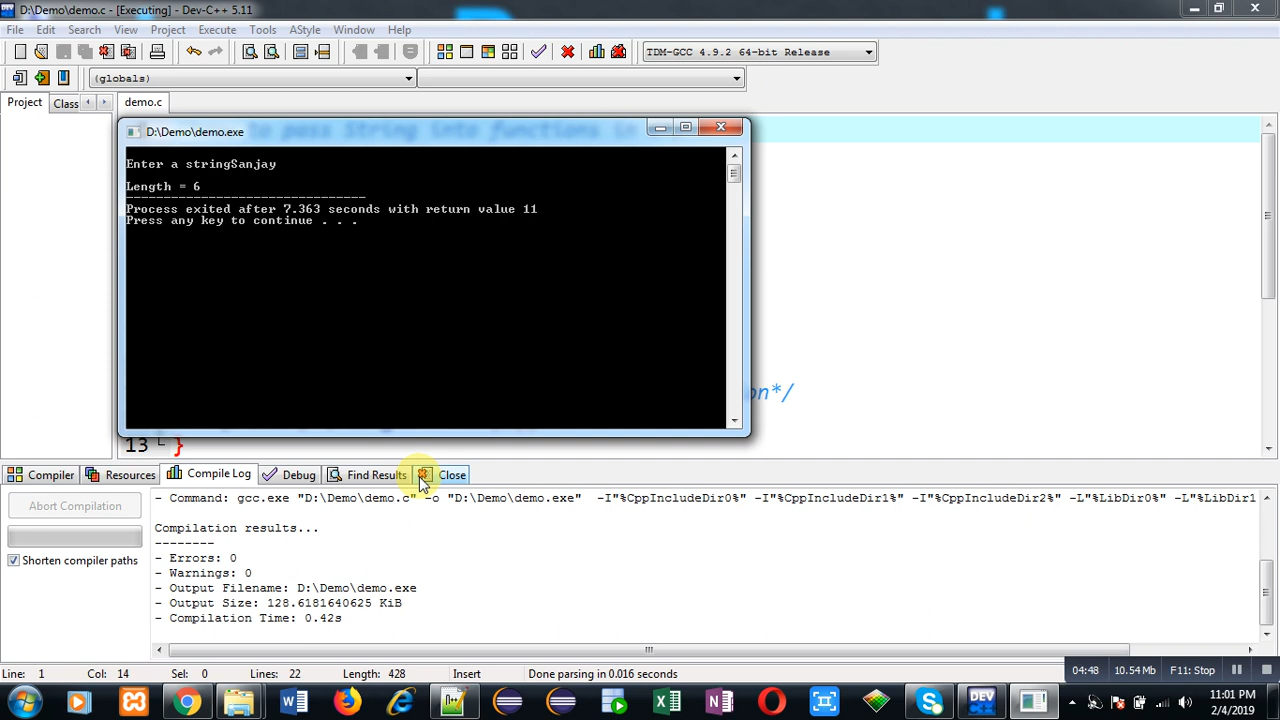 D:\Demo\demo.c - [Executing] - Dev-C++ 5.11
File Edit Search View Project Execute Tools AStyle Window Help
TDM-GCC 4.9.2 64-bit Release
(globals)
Project Class demo.c
D:\Demo\demo.exe
Enter a stringSanjay
Length = 6
--------------------------------
Process exited after 7.363 seconds with return value 11
Press any key to continue . . .
on*/
13 }
Compiler Resources Compile Log Debug Find Results Close
Abort Compilation
Shorten compiler paths
- Command: gcc.exe "D:\Demo\demo.c" -o "D:\Demo\demo.exe" -I"%CppIncludeDir0%" -I"%CppIncludeDir1%" -I"%CppIncludeDir2%" -L"%LibDir0%" -L"%LibDir1
Compilation results...
--------
- Errors: 0
- Warnings: 0
- Output Filename: D:\Demo\demo.exe
- Output Size: 128.6181640625 KiB
- Compilation Time: 0.42s
Line: 1 Col: 14 Sel: 0 Lines: 22 Length: 428 Insert Done parsing in 0.016 seconds
04:48 10.54 Mb F11: Stop
11:01 PM
2/4/2019